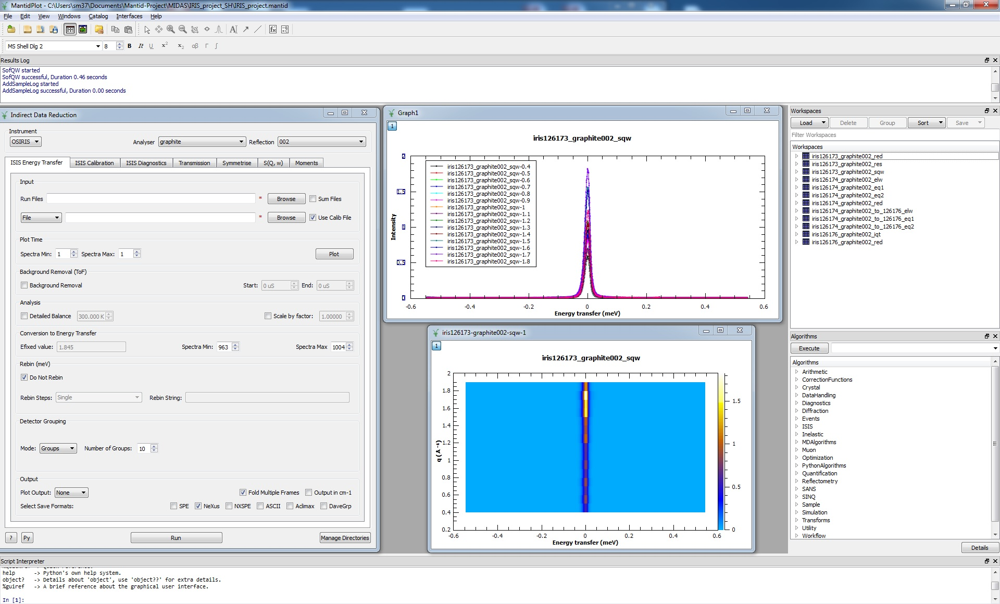 MantidPlot - C:\Users\sm37\Documents\Mantid-Project\MIDAS\IRIS_project_SH\IRIS_project.mantid
File Edit View Windows Catalog Interfaces Help
MS Shell Dlg 2 8 B It U x² x₂ αβ Γ ∫
Results Log
SofQW started
SofQW successful, Duration 0.46 seconds
AddSampleLog started
AddSampleLog successful, Duration 0.00 seconds
Indirect Data Reduction
Instrument
OSIRIS Analyser graphite Reflection 002
ISIS Energy Transfer ISIS Calibration ISIS Diagnostics Transmission Symmetrise S(Q, w) Moments
Input
Run Files * Browse Sum Files
File * Browse Use Calib File
Plot Time
Spectra Min: 1 Spectra Max: 1 Plot
Background Removal (ToF)
Background Removal Start: 0 uS End: 0 uS
Analysis
Detailed Balance 300.000 K Scale by factor: 1.00000
Conversion to Energy Transfer
Efixed value: 1.845 Spectra Min: 963 Spectra Max 1004
Rebin (meV)
Do Not Rebin
Rebin Steps: Single Rebin String:
Detector Grouping
Mode: Groups Number of Groups: 10
Output
Plot Output: None Fold Multiple Frames Output in cm-1
Select Save Formats: SPE NeXus NXSPE ASCII Aclimax DaveGrp
? Py Run Manage Directories
Graph1
1
iris126173_graphite002_sqw
2
1.5
1
0.5
0
Intensity
iris126173_graphite002_sqw-0.4
iris126173_graphite002_sqw-0.5
iris126173_graphite002_sqw-0.6
iris126173_graphite002_sqw-0.7
iris126173_graphite002_sqw-0.8
iris126173_graphite002_sqw-0.9
iris126173_graphite002_sqw-1
iris126173_graphite002_sqw-1.1
iris126173_graphite002_sqw-1.2
iris126173_graphite002_sqw-1.3
iris126173_graphite002_sqw-1.4
iris126173_graphite002_sqw-1.5
iris126173_graphite002_sqw-1.6
iris126173_graphite002_sqw-1.7
iris126173_graphite002_sqw-1.8
-0.6 -0.4 -0.2 0 0.2 0.4 0.6
Energy transfer (meV)
iris126173-graphite002-sqw-1
1
iris126173_graphite002_sqw
2
1.8
1.6
1.4
1.2
1
0.8
0.6
0.4
0.2
q (Å⁻¹)
1.5
1
0.5
0
-0.6 -0.4 -0.2 0 0.2 0.4 0.6
Energy transfer (meV)
Workspaces
Load Delete Group Sort Save
Filter Workspaces
Workspaces
iris126173_graphite002_red
iris126173_graphite002_res
iris126173_graphite002_sqw
iris126174_graphite002_elw
iris126174_graphite002_eq1
iris126174_graphite002_eq2
iris126174_graphite002_red
iris126174_graphite002_to_126176_elw
iris126174_graphite002_to_126176_eq1
iris126174_graphite002_to_126176_eq2
iris126176_graphite002_iqt
iris126176_graphite002_red
Algorithms
Execute
Algorithms
Arithmetic
CorrectionFunctions
Crystal
DataHandling
Diagnostics
Diffraction
Events
ISIS
Inelastic
MDAlgorithms
Muon
Optimization
PythonAlgorithms
Quantification
Reflectometry
SANS
SINQ
Sample
Simulation
Transforms
Utility
Workflow
Details
Script Interpreter
help -> Python's own help system.
object? -> Details about 'object', use 'object??' for extra details.
%guiref -> A brief reference about the graphical user interface.
In [1]: